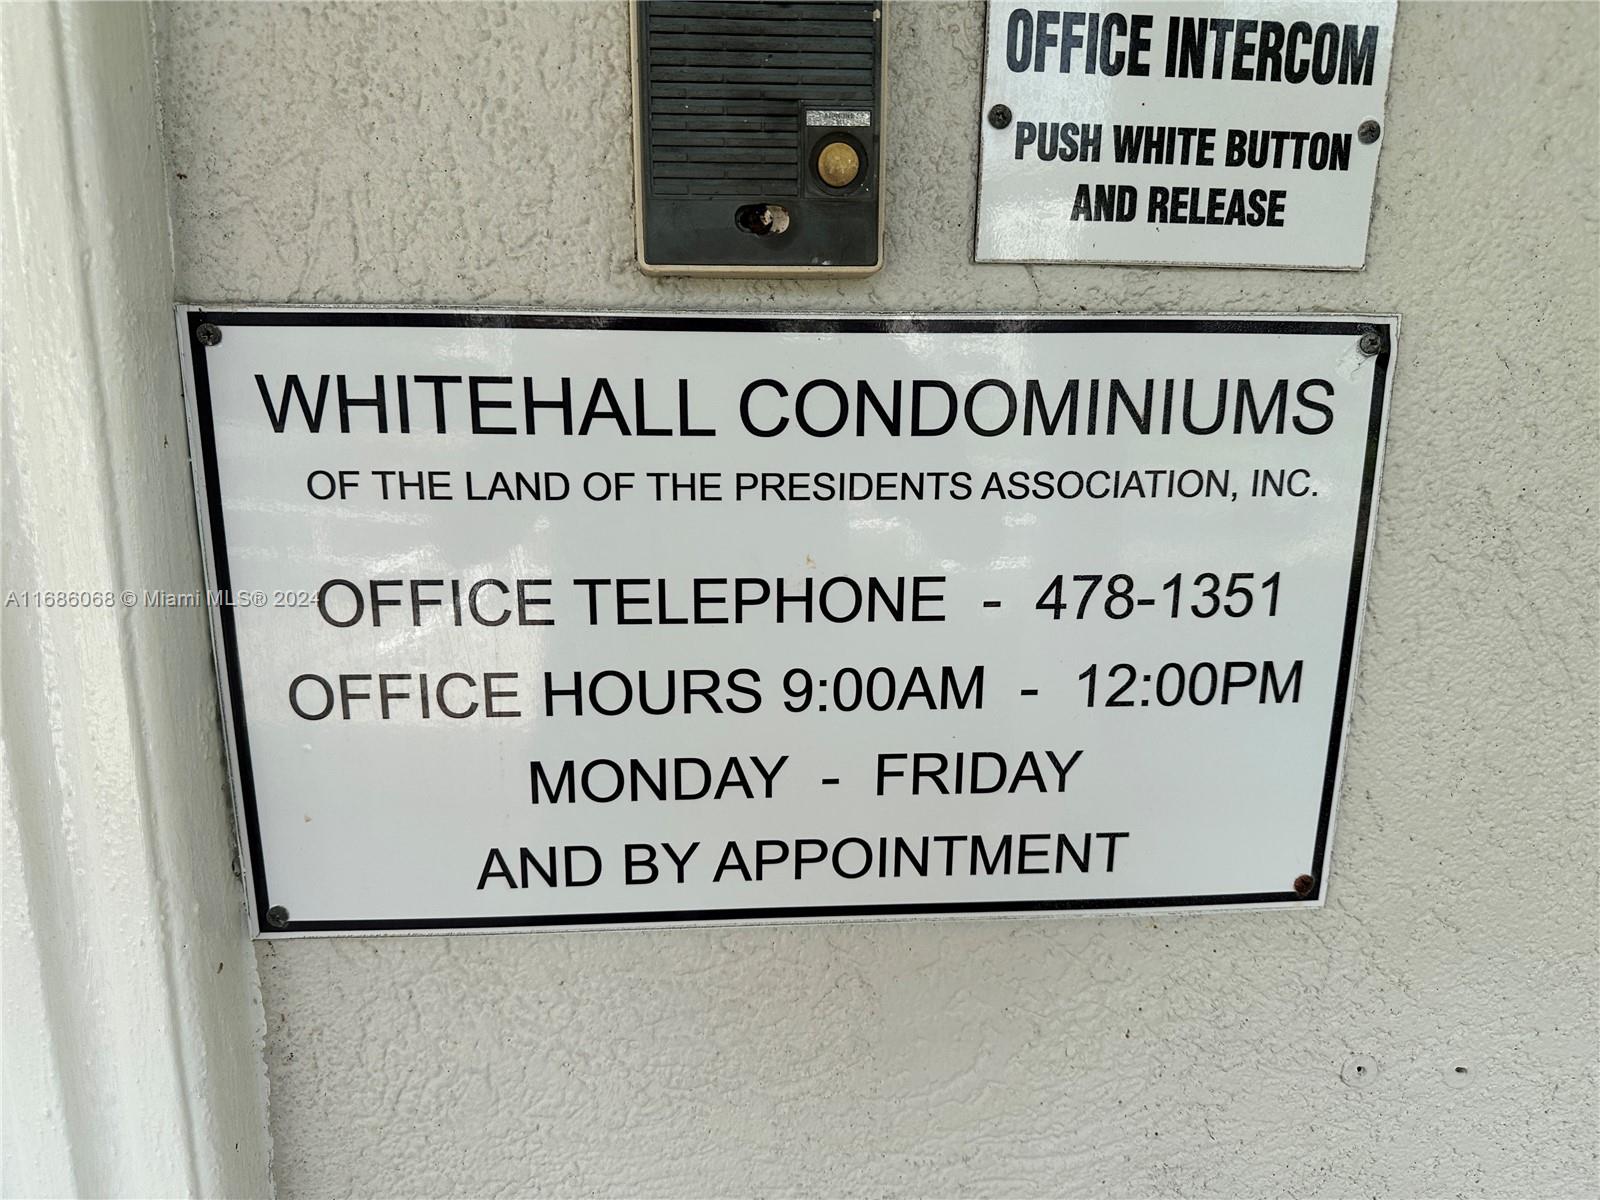 OFFICE INTERCOM
PUSH WHITE BUTTON
AND RELEASE
WHITEHALL CONDOMINIUMS
OF THE LAND OF THE PRESIDENTS ASSOCIATION, INC.
OFFICE TELEPHONE - 478-1351
OFFICE HOURS 9:00AM - 12:00PM
MONDAY - FRIDAY
AND BY APPOINTMENT
A11686068 © Miami MLS® 2024